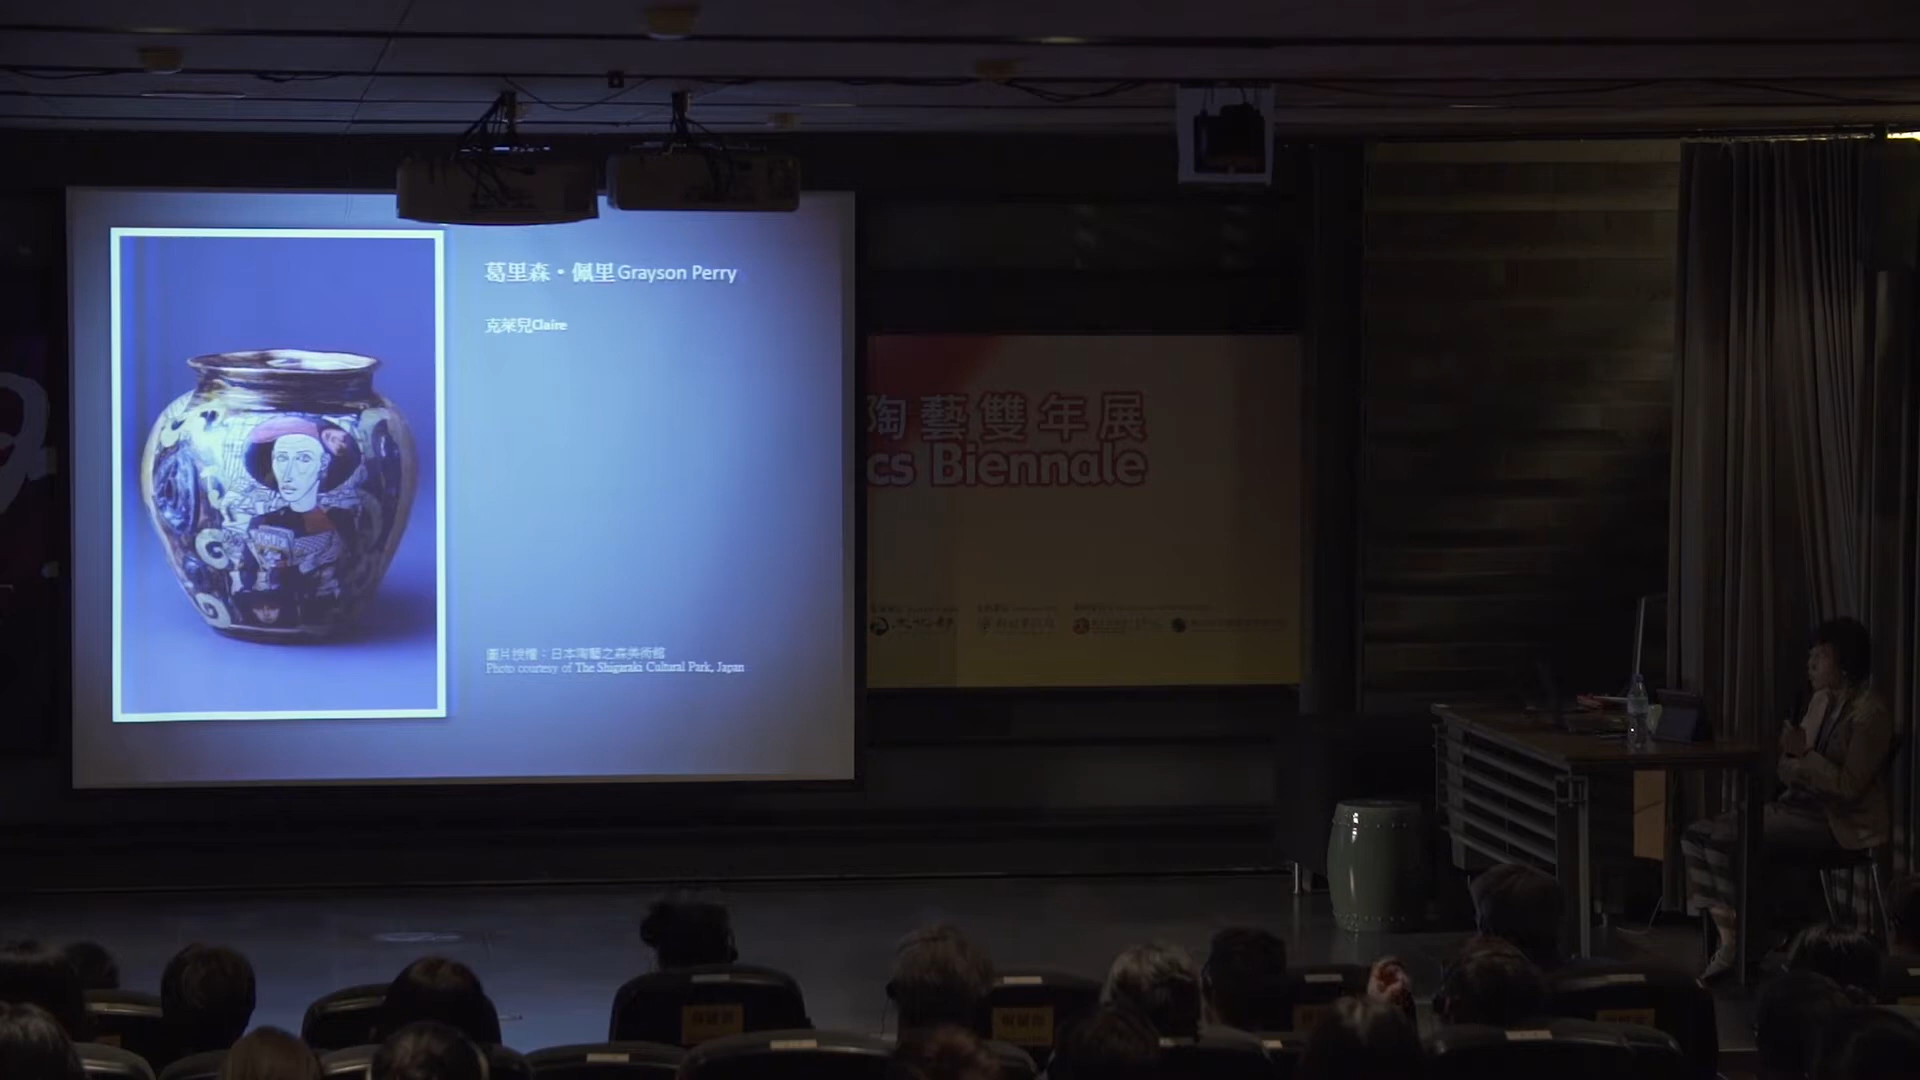 葛里森・佩里 Grayson Perry
克萊兒Claire
圖片授權：日本陶藝之森美術館
Photo courtesy of The Shigaraki Cultural Park, Japan
陶藝雙年展
cs Biennale